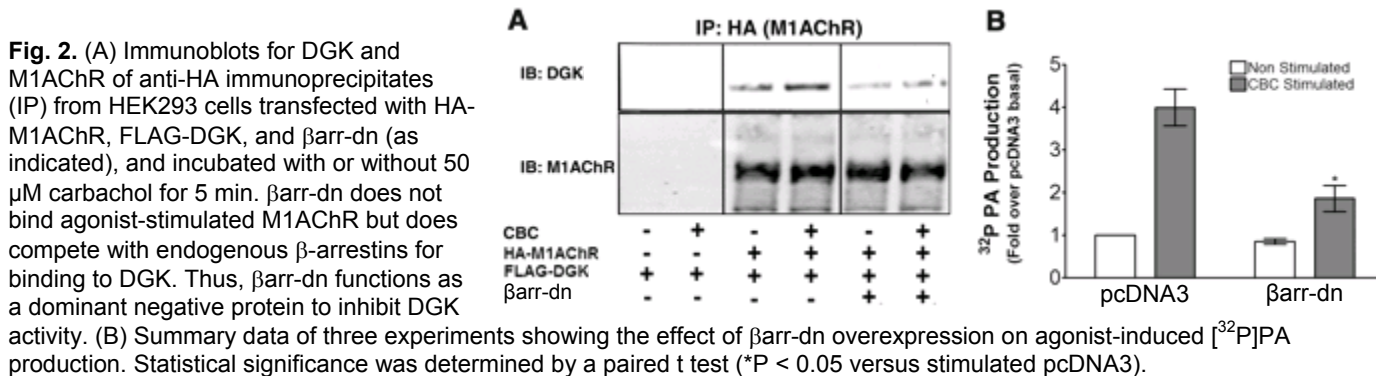 Fig. 2. (A) Immunoblots for DGK and
M1AChR of anti-HA immunoprecipitates
(IP) from HEK293 cells transfected with HA-
M1AChR, FLAG-DGK, and βarr-dn (as
indicated), and incubated with or without 50
µM carbachol for 5 min. βarr-dn does not
bind agonist-stimulated M1AChR but does
compete with endogenous β-arrestins for
binding to DGK. Thus, βarr-dn functions as
a dominant negative protein to inhibit DGK
activity. (B) Summary data of three experiments showing the effect of βarr-dn overexpression on agonist-induced [32P]PA
production. Statistical significance was determined by a paired t test (*P < 0.05 versus stimulated pcDNA3).
A
IP: HA (M1AChR)
IB: DGK
IB: M1AChR
CBC - + - + - +
HA-M1AChR - - + + + +
FLAG-DGK + + + + + +
βarr-dn - - - - + +
B
32P PA Production
(Fold over pcDNA3 basal)
5
4
3
2
1
0
Non Stimulated
CBC Stimulated
*
pcDNA3 βarr-dn